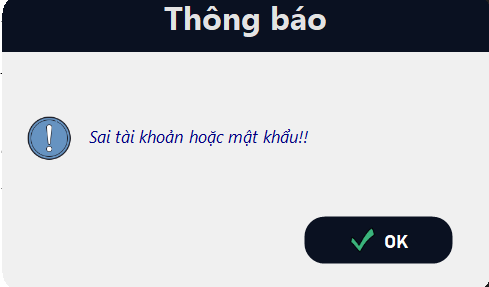 Thông báo
Sai tài khoản hoặc mật khẩu!!
OK